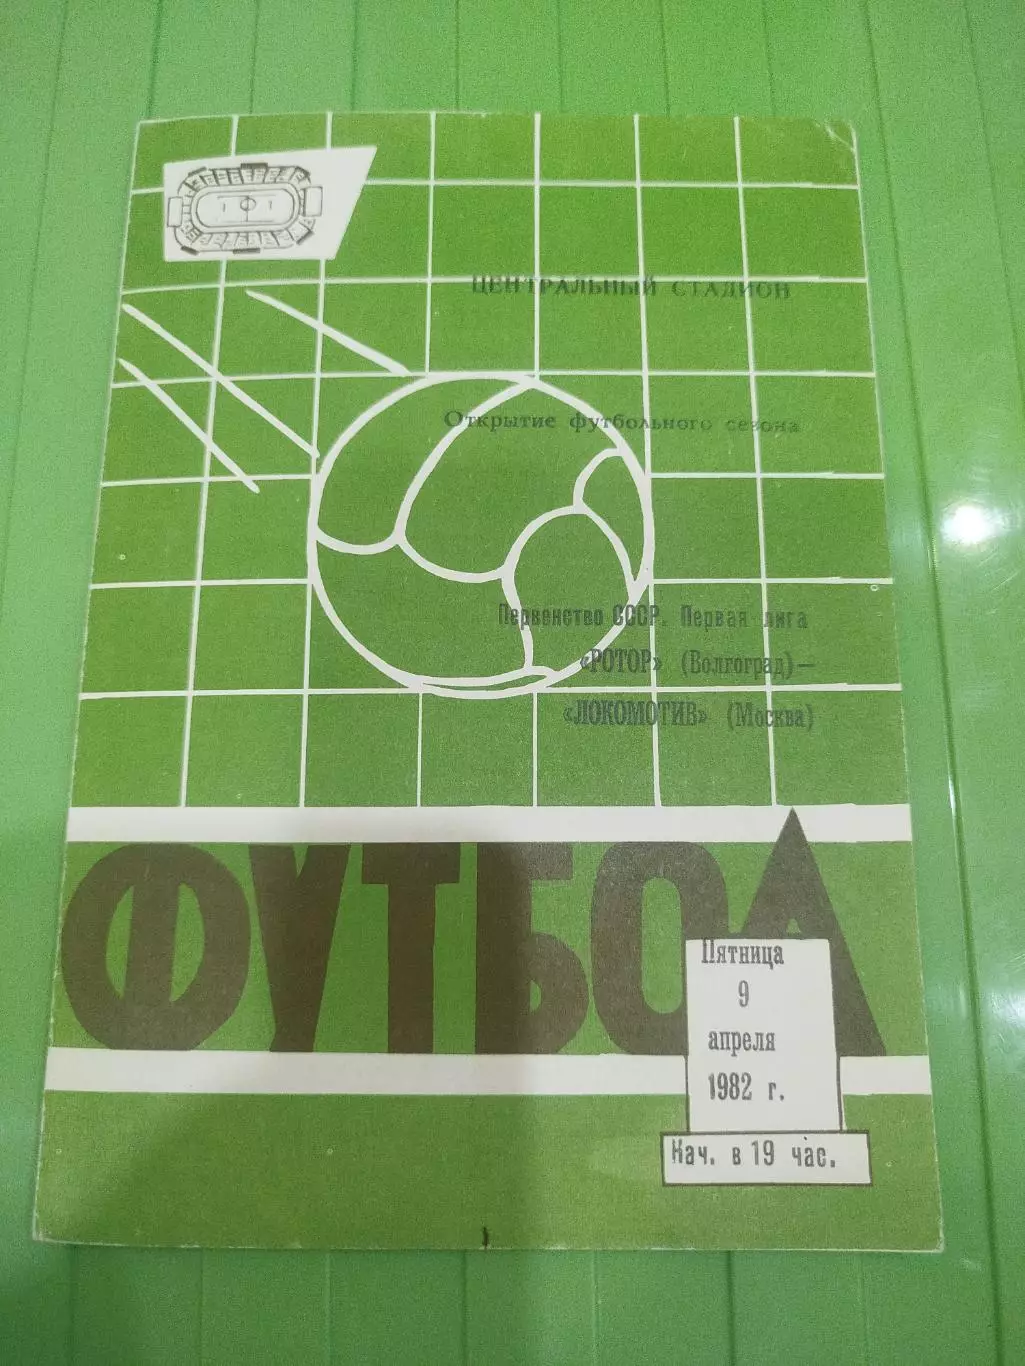 ЦЕНТРАЛЬНЫЙ СТАДИОН
Открытие футбольного сезона
Первенство СССР. Первая лига
«РОТОР» (Волгоград)—
«ЛОКОМОТИВ» (Москва)
ФУТБОЛ
Пятница
9
апреля
1982 г.
Нач. в 19 час.